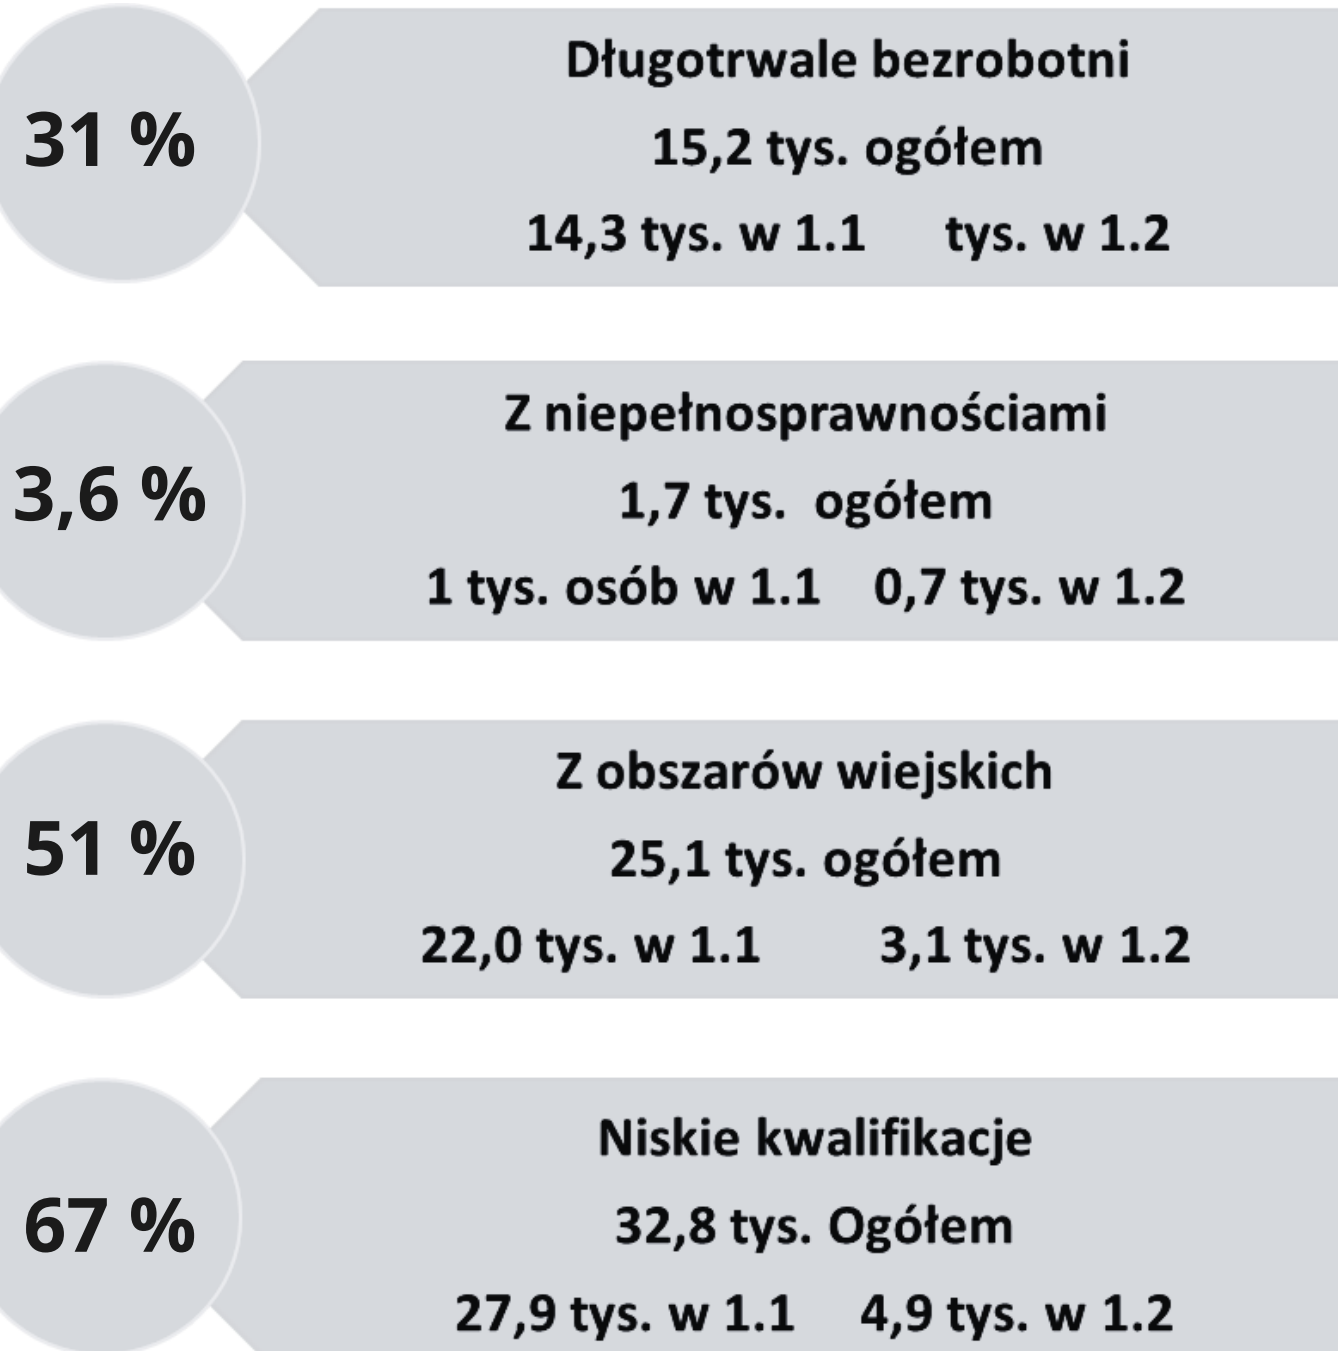 31 %
Długotrwale bezrobotni
15,2 tys. ogółem
14,3 tys. w 1.1 tys. w 1.2
3,6 %
Z niepełnosprawnościami
1,7 tys. ogółem
1 tys. osób w 1.1 0,7 tys. w 1.2
51 %
Z obszarów wiejskich
25,1 tys. ogółem
22,0 tys. w 1.1 3,1 tys. w 1.2
67 %
Niskie kwalifikacje
32,8 tys. Ogółem
27,9 tys. w 1.1 4,9 tys. w 1.2